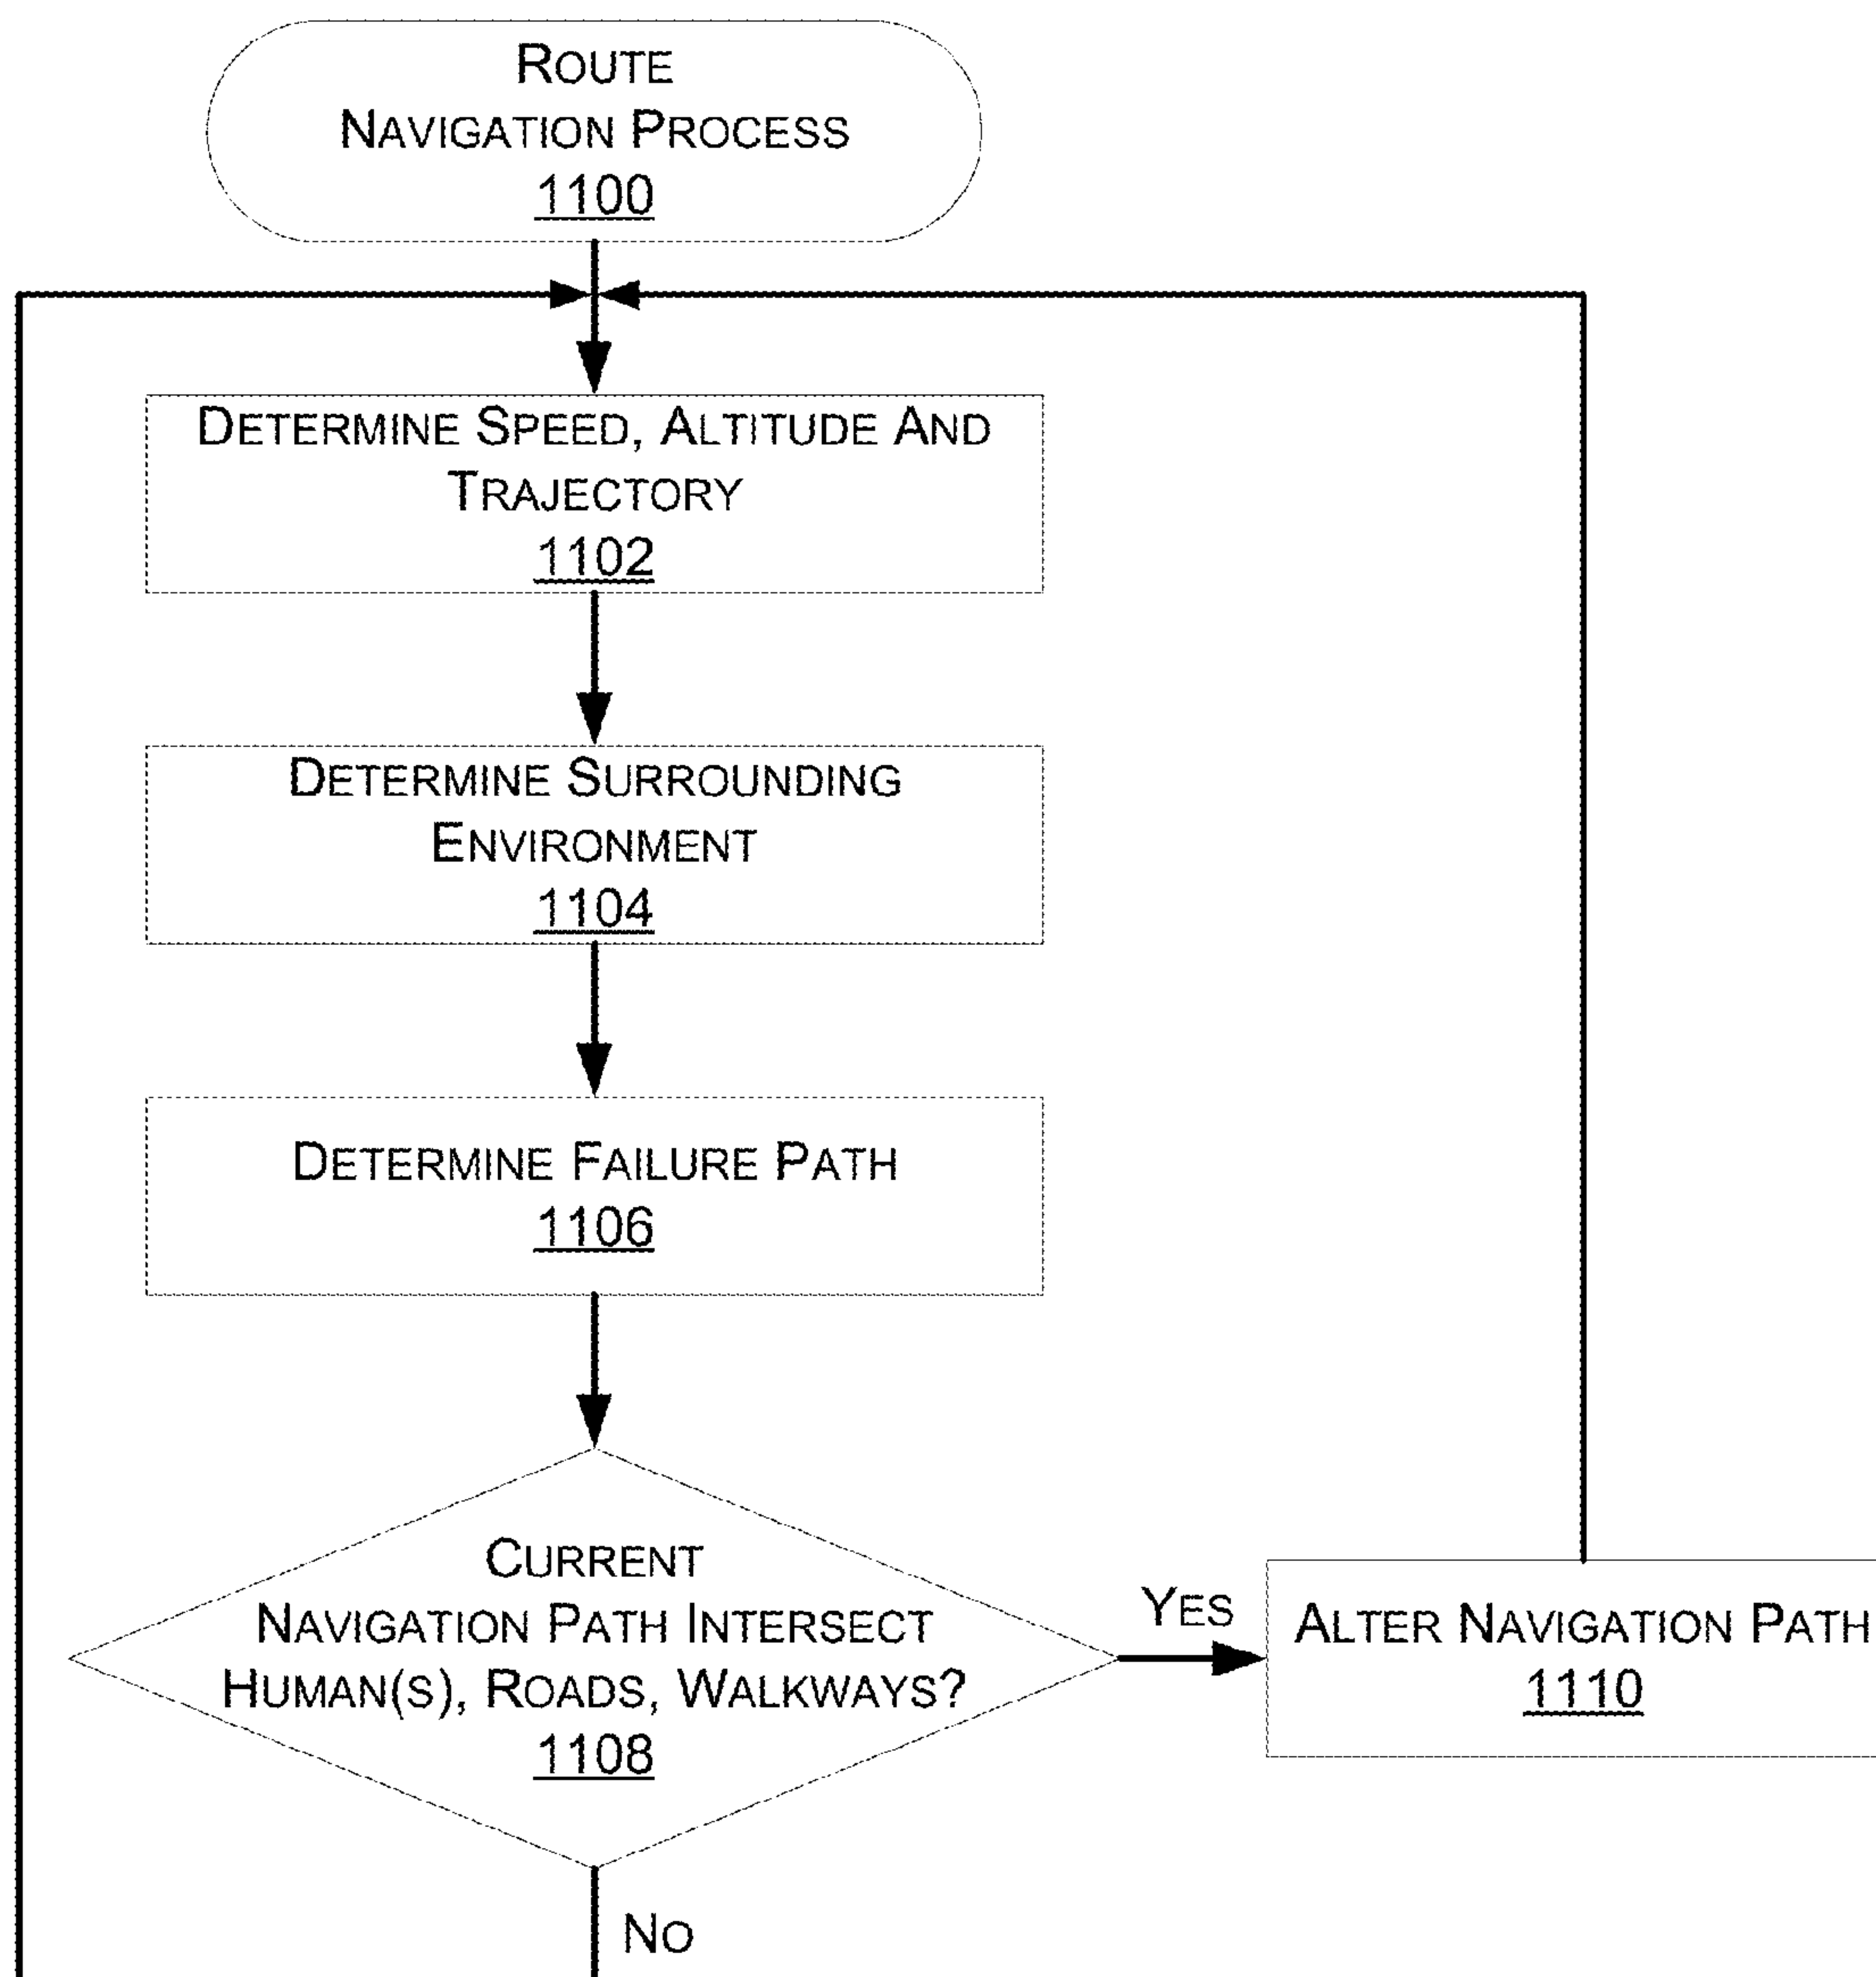 ROUTE
NAVIGATION PROCESS
1100
DETERMINE SPEED, ALTITUDE AND
TRAJECTORY
1102
DETERMINE SURROUNDING
ENVIRONMENT
1104
DETERMINE FAILURE PATH
1106
CURRENT
NAVIGATION PATH INTERSECT
HUMAN(S), ROADS, WALKWAYS?
1108
YES
ALTER NAVIGATION PATH
1110
NO